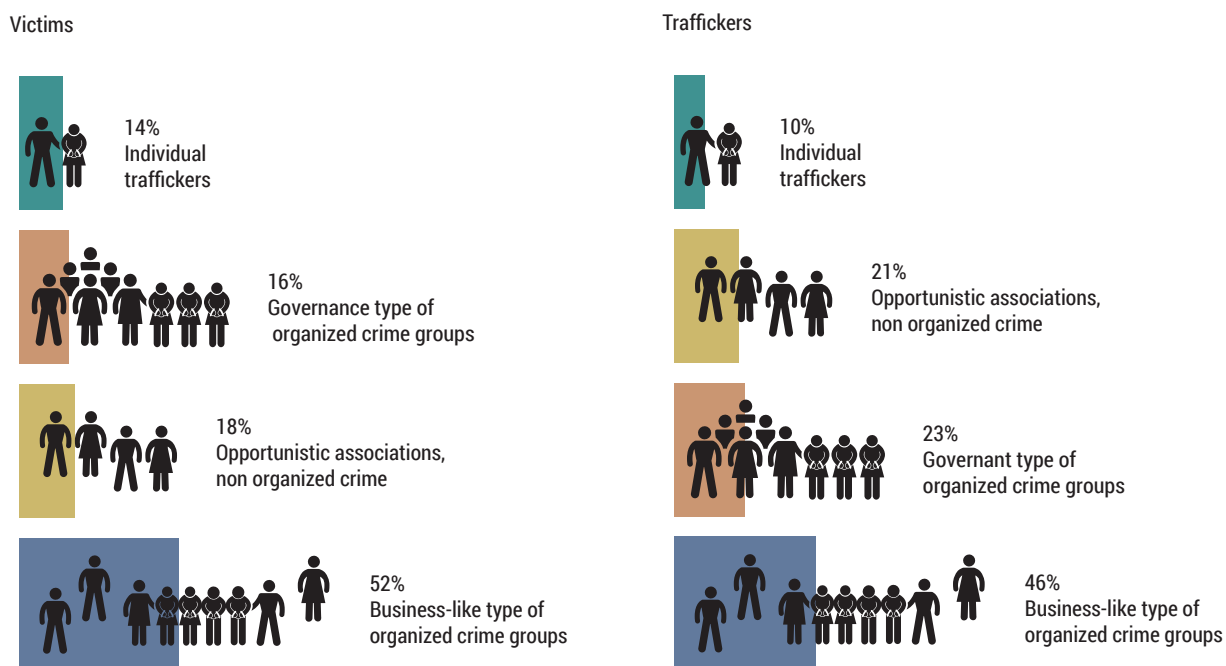 Victims
14%
Individual
traffickers
16%
Governance type of
organized crime groups
18%
Opportunistic associations,
non organized crime
52%
Business-like type of
organized crime groups
Traffickers
10%
Individual
traffickers
21%
Opportunistic associations,
non organized crime
23%
Governant type of
organized crime groups
46%
Business-like type of
organized crime groups